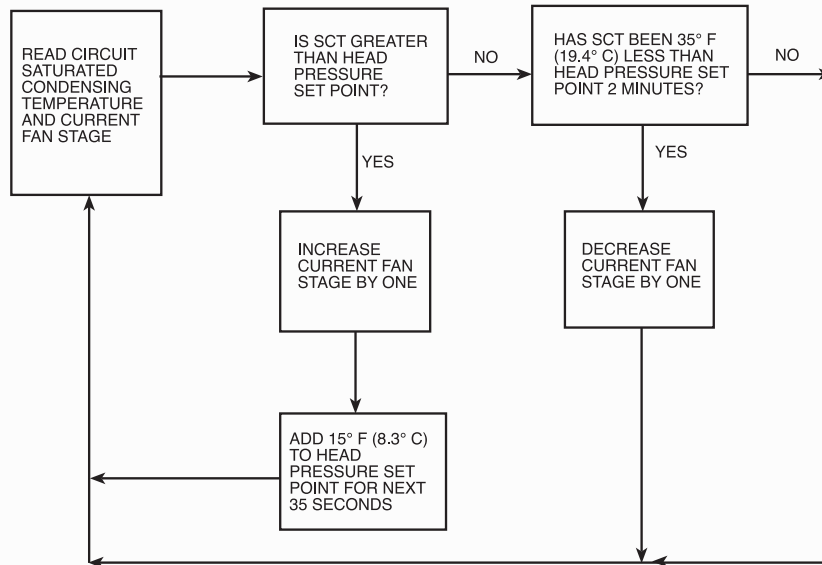 READ CIRCUIT
SATURATED
CONDENSING
TEMPERATURE
AND CURRENT
FAN STAGE
IS SCT GREATER
THAN HEAD
PRESSURE
SET POINT?
NO
HAS SCT BEEN 35° F
(19.4° C) LESS THAN
HEAD PRESSURE SET
POINT 2 MINUTES?
NO
YES
YES
INCREASE
CURRENT FAN
STAGE BY ONE
DECREASE
CURRENT FAN
STAGE BY ONE
ADD 15° F (8.3° C)
TO HEAD
PRESSURE SET
POINT FOR NEXT
35 SECONDS